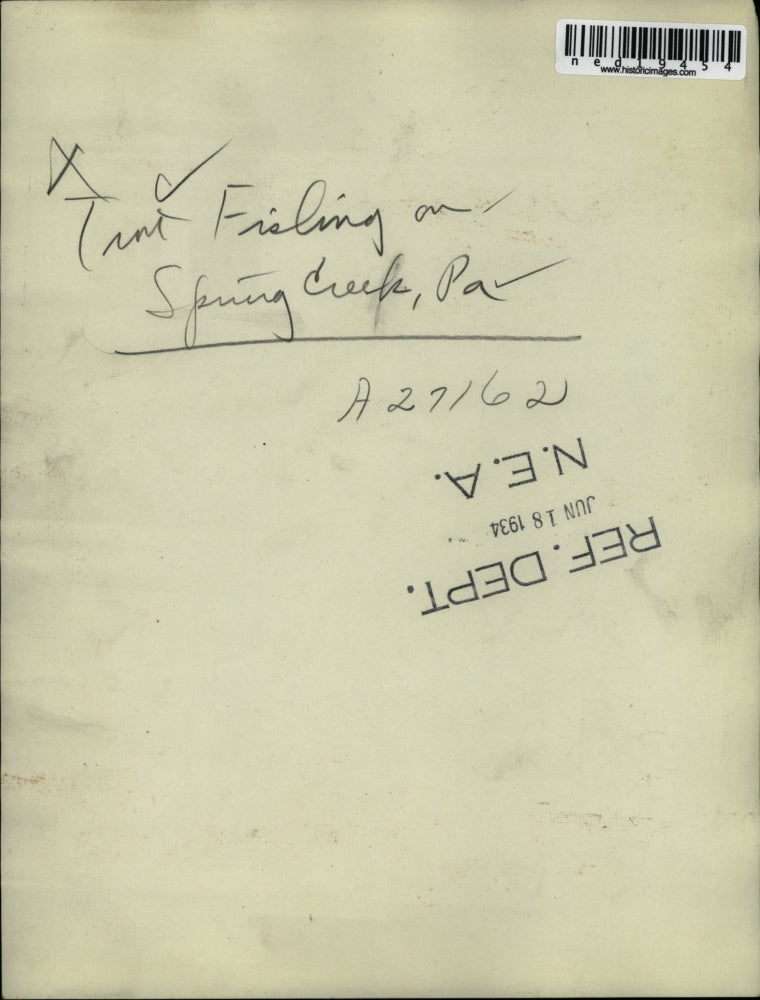 ned19454
www.historicimages.com
Trout Fishing on
Spring Creek, Pa
A27162
REF. DEPT.
JUN 18 1934
N.E.A.